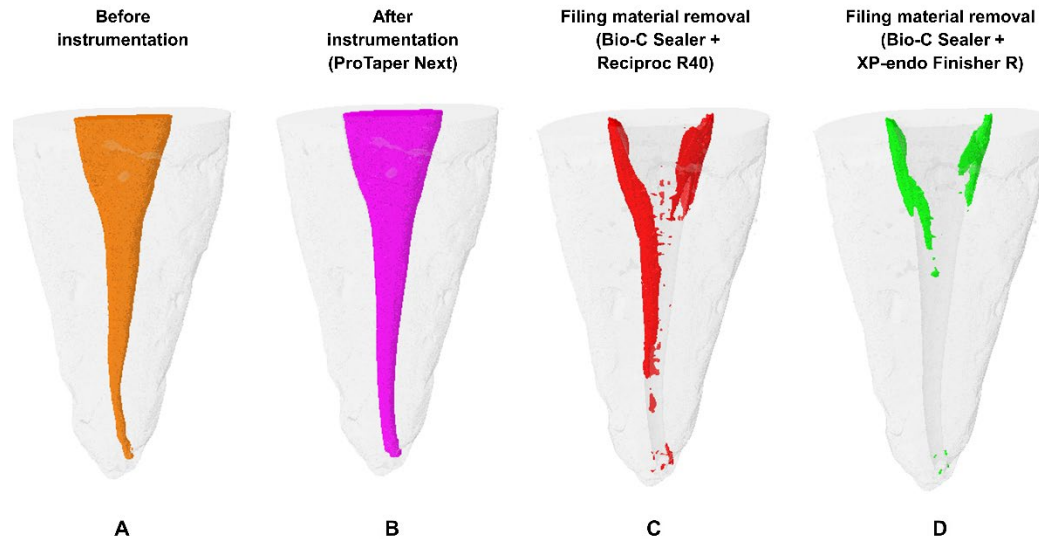 Before
instrumentation
After
instrumentation
(ProTaper Next)
Filing material removal
(Bio-C Sealer +
Reciproc R40)
Filing material removal
(Bio-C Sealer +
XP-endo Finisher R)
A
B
C
D